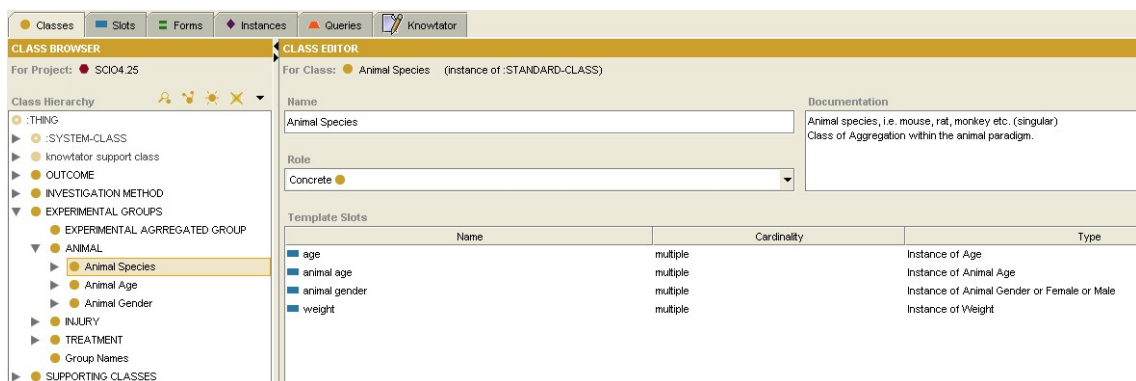 Classes Slots Forms Instances Queries Knowtator
CLASS BROWSER
For Project: SCIO4.25
Class Hierarchy
:THING
:SYSTEM-CLASS
knowtator support class
OUTCOME
INVESTIGATION METHOD
EXPERIMENTAL GROUPS
EXPERIMENTAL AGRREGATED GROUP
ANIMAL
Animal Species
Animal Age
Animal Gender
INJURY
TREATMENT
Group Names
SUPPORTING CLASSES
CLASS EDITOR
For Class: Animal Species (instance of :STANDARD-CLASS)
Name
Animal Species
Role
Concrete
Documentation
Animal species, i.e. mouse, rat, monkey etc. (singular)
Class of Aggregation within the animal paradigm.
Template Slots
Name Cardinality Type
age multiple Instance of Age
animal age multiple Instance of Animal Age
animal gender multiple Instance of Animal Gender or Female or Male
weight multiple Instance of Weight